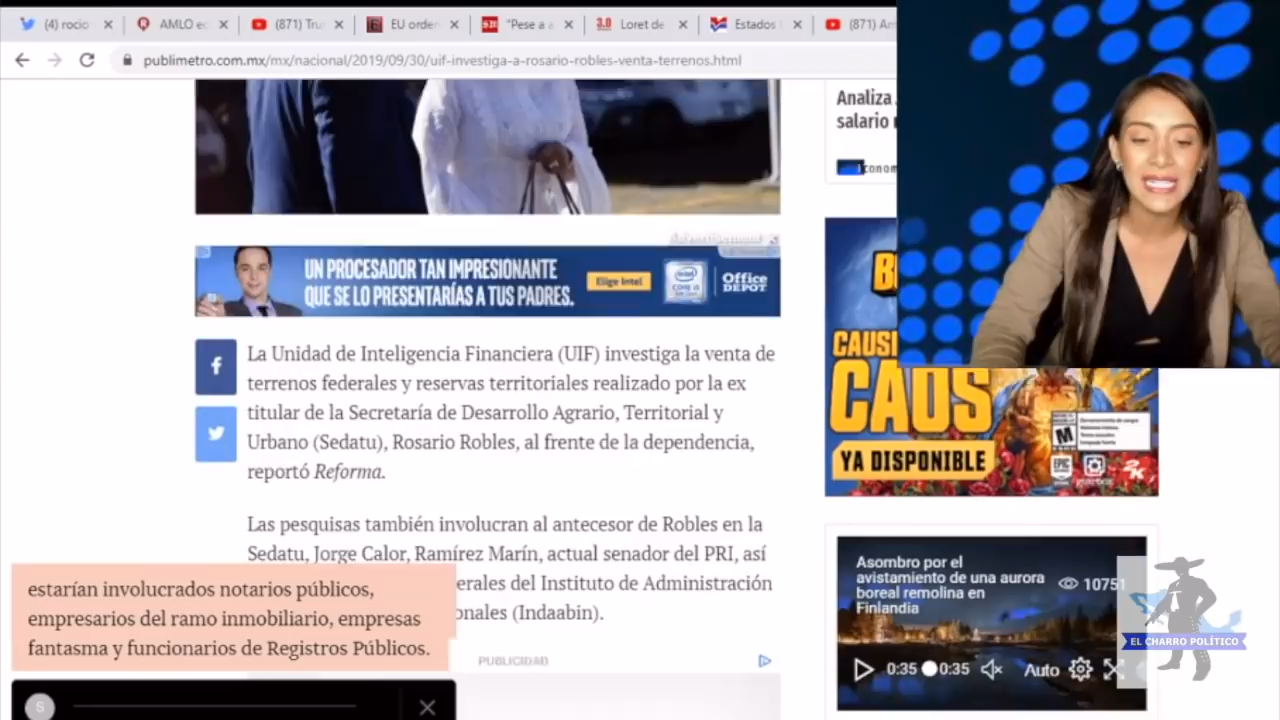 (4) rocio
AMLO
(871) Tru
EU orden
"Pese a a
Loret de
Estados
(871) Am
publimetro.com.mx/mx/nacional/2019/09/30/uif-investiga-a-rosario-robles-venta-terrenos.html
Analiza
salario
Advertisement
UN PROCESADOR TAN IMPRESIONANTE
QUE SE LO PRESENTARÍAS A TUS PADRES.
Elige Intel
Office
DEPOT
CAOS
YA DISPONIBLE
M
EPIC
2K
La Unidad de Inteligencia Financiera (UIF) investiga la venta de
terrenos federales y reservas territoriales realizado por la ex
titular de la Secretaría de Desarrollo Agrario, Territorial y
Urbano (Sedatu), Rosario Robles, al frente de la dependencia,
reportó Reforma.
Las pesquisas también involucran al antecesor de Robles en la
Sedatu, Jorge Calor, Ramírez Marín, actual senador del PRI, así
erales del Instituto de Administración
onales (Indaabin).
estarían involucrados notarios públicos,
empresarios del ramo inmobiliario, empresas
fantasma y funcionarios de Registros Públicos.
PUBLICIDAD
S
Asombro por el
avistamiento de una aurora
boreal remolina en
Finlandia
10751
0:35 0:35 Auto
EL CHARRO POLÍTICO